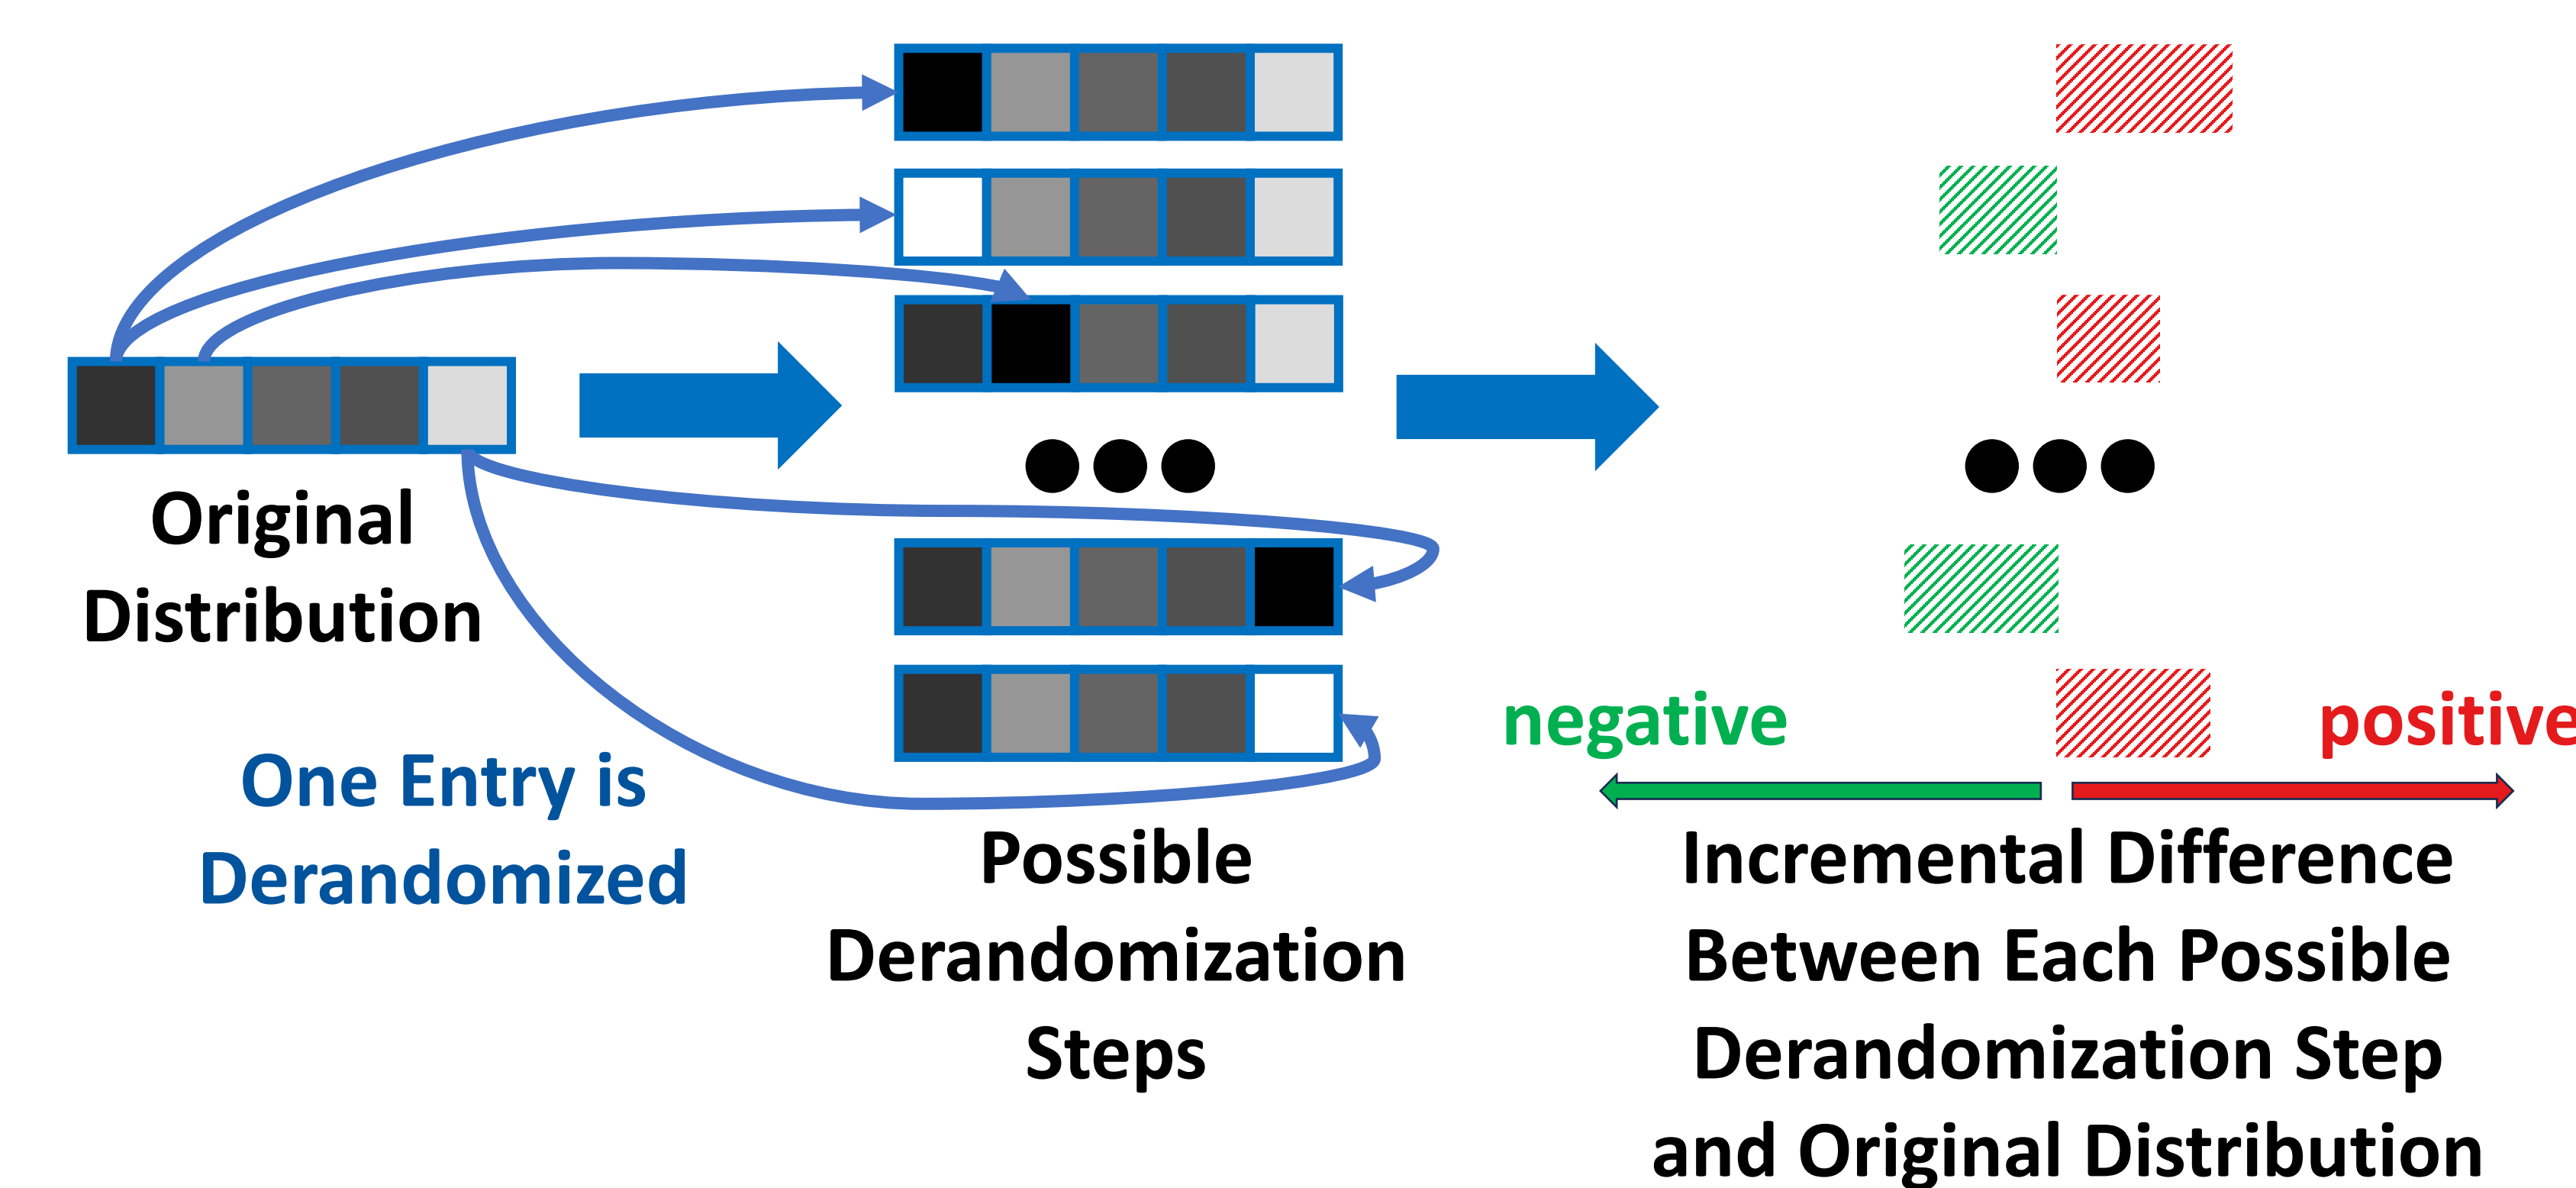 Original
Distribution
One Entry is
Derandomized
Possible
Derandomization
Steps
negative
positive
Incremental Difference
Between Each Possible
Derandomization Step
and Original Distribution